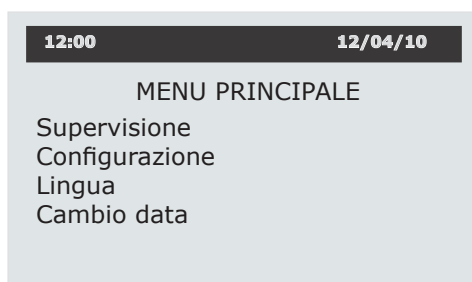 12:00 12/04/10
MENU PRINCIPALE
Supervisione
Configurazione
Lingua
Cambio data